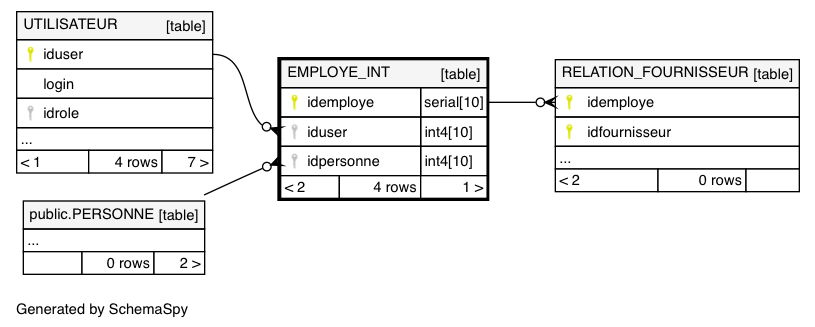 UTILISATEUR [table]
iduser
login
idrole
...
< 1 4 rows 7 >
public.PERSONNE [table]
...
0 rows 2 >
EMPLOYE_INT [table]
idemploye serial[10]
iduser int4[10]
idpersonne int4[10]
< 2 4 rows 1 >
RELATION_FOURNISSEUR [table]
idemploye
idfournisseur
...
< 2 0 rows
Generated by SchemaSpy